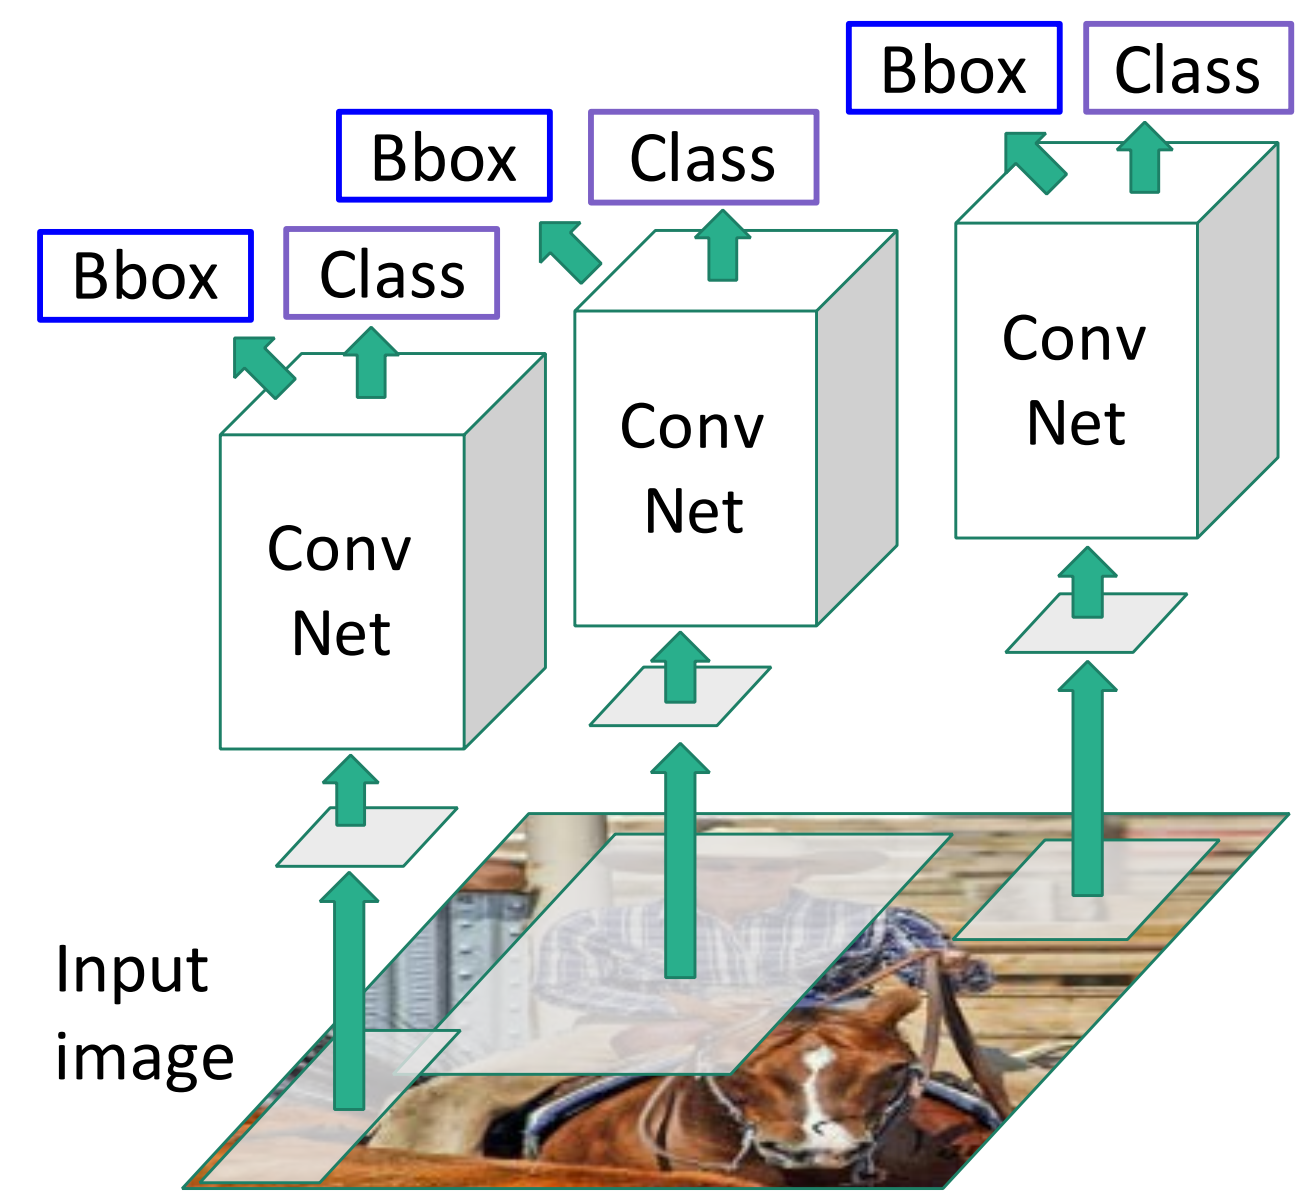 Bbox Class
Bbox Class
Bbox Class
Conv
Net
Conv
Net
Conv
Net
Input
image